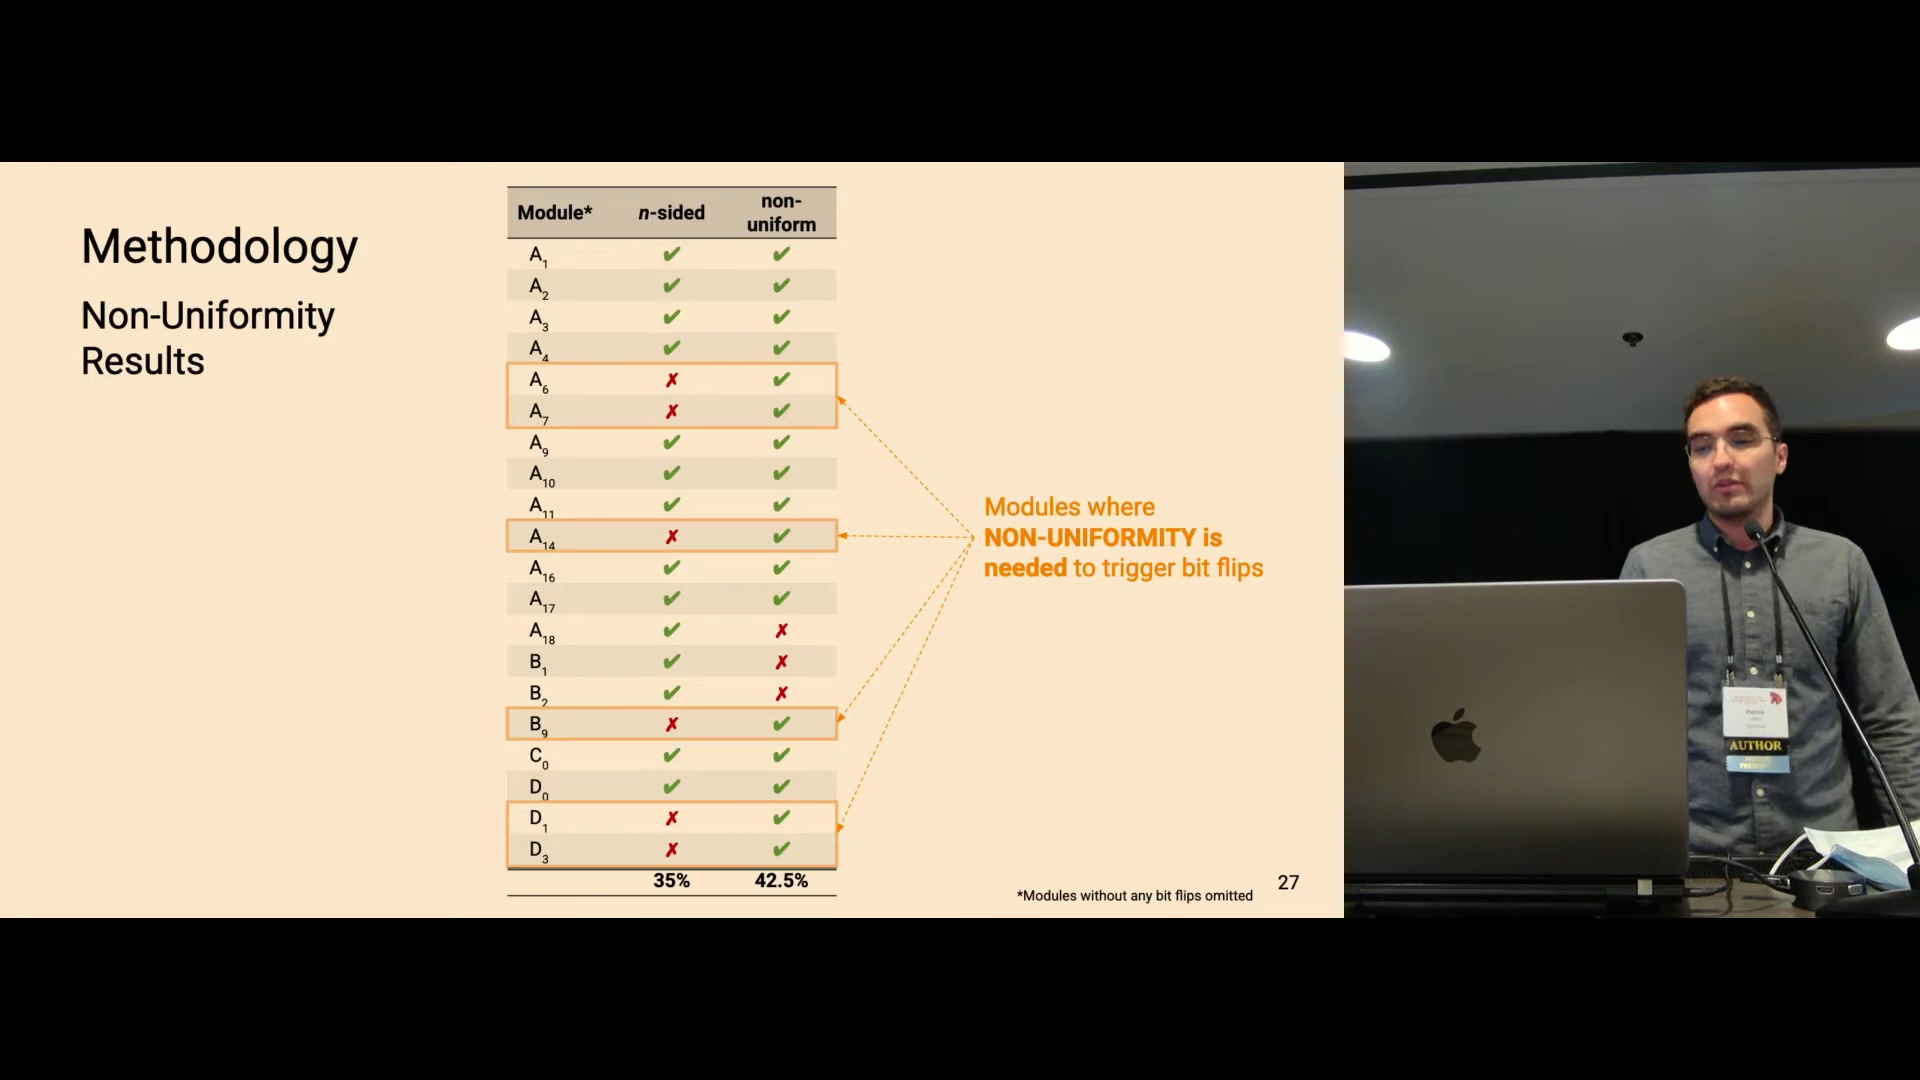 Methodology
Non-Uniformity
Results
Module* n-sided non-
uniform
A1 ✔ ✔
A2 ✔ ✔
A3 ✔ ✔
A4 ✔ ✔
A6 ✗ ✔
A7 ✗ ✔
A9 ✔ ✔
A10 ✔ ✔
A11 ✔ ✔
A14 ✗ ✔
A16 ✔ ✔
A17 ✔ ✔
A18 ✔ ✗
B1 ✔ ✗
B2 ✔ ✗
B9 ✗ ✔
C0 ✔ ✔
D0 ✔ ✔
D1 ✗ ✔
D3 ✗ ✔
35% 42.5%
Modules where
NON-UNIFORMITY is
needed to trigger bit flips
*Modules without any bit flips omitted
27
Patrick
AUTHOR